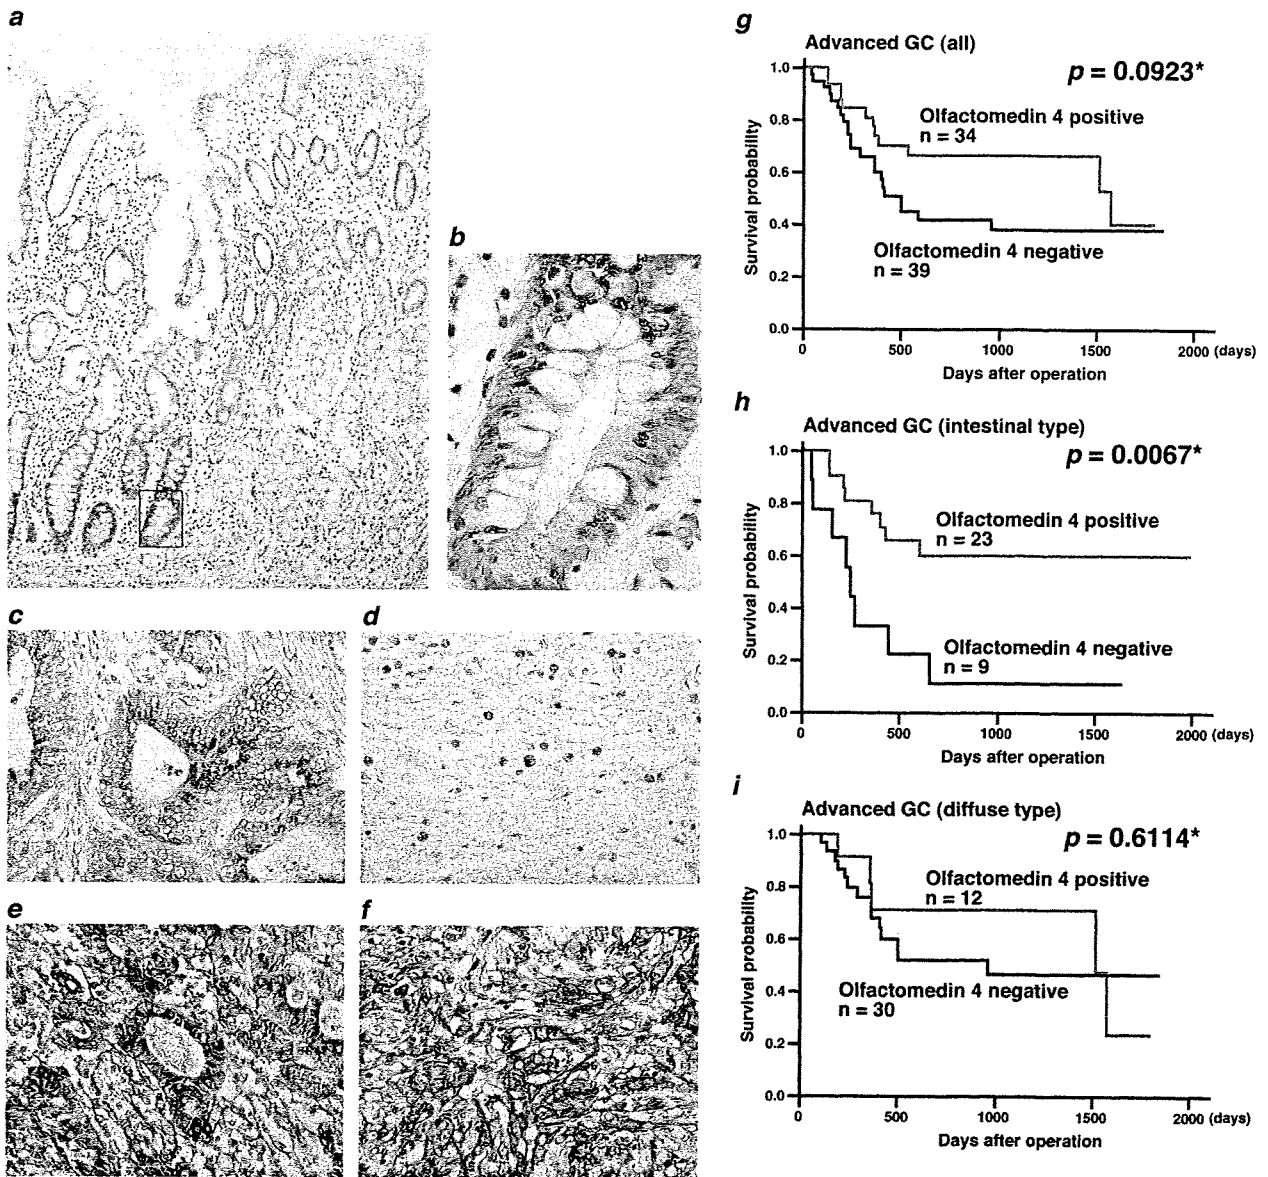 a
b
c
d
e
f
g
Advanced GC (all)
p = 0.0923*
Olfactomedin 4 positive
n = 34
Olfactomedin 4 negative
n = 39
Survival probability
1.0
0.8
0.6
0.4
0.2
0.0
0 500 1000 1500 2000 (days)
Days after operation
h
Advanced GC (intestinal type)
p = 0.0067*
Olfactomedin 4 positive
n = 23
Olfactomedin 4 negative
n = 9
Survival probability
1.0
0.8
0.6
0.4
0.2
0.0
0 500 1000 1500 2000 (days)
Days after operation
i
Advanced GC (diffuse type)
p = 0.6114*
Olfactomedin 4 positive
n = 12
Olfactomedin 4 negative
n = 30
Survival probability
1.0
0.8
0.6
0.4
0.2
0.0
0 500 1000 1500 2000 (days)
Days after operation